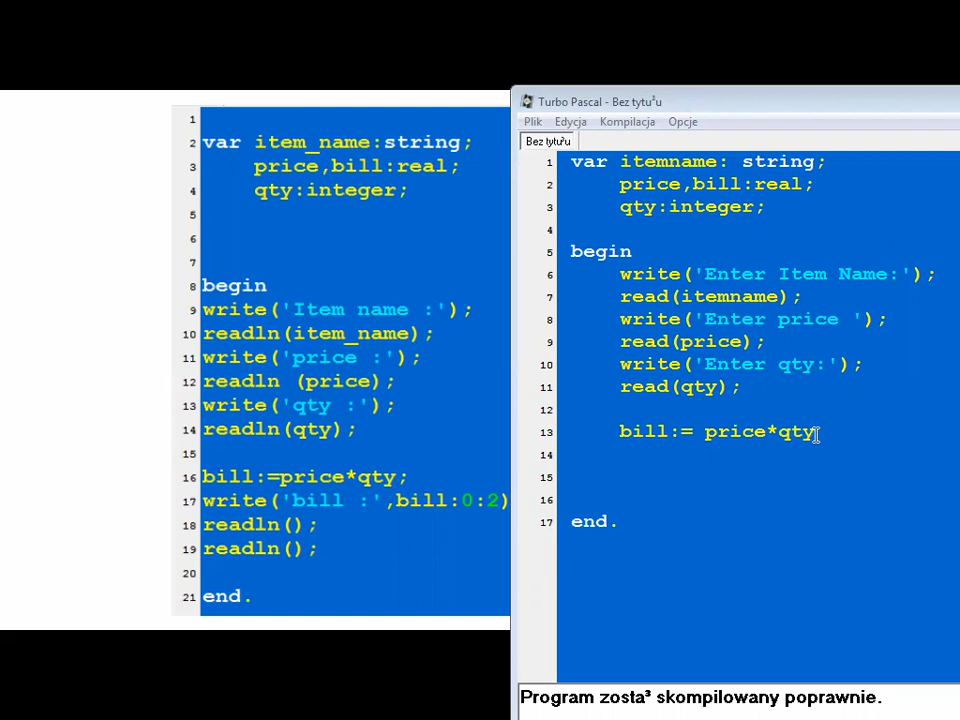 1
2 var item_name:string;
3 price,bill:real;
4 qty:integer;
5
6
7
8 begin
9 write('Item name :');
10 readln(item_name);
11 write('price :');
12 readln (price);
13 write('qty :');
14 readln(qty);
15
16 bill:=price*qty;
17 write('bill :',bill:0:2)
18 readln();
19 readln();
20
21 end.
Turbo Pascal - Bez tytu³u
Plik Edycja Kompilacja Opcje
Bez tytu³u
1 var itemname: string;
2 price,bill:real;
3 qty:integer;
4
5 begin
6 write('Enter Item Name:');
7 read(itemname);
8 write('Enter price ');
9 read(price);
10 write('Enter qty:');
11 read(qty);
12
13 bill:= price*qty
14
15
16
17 end.
Program zosta³ skompilowany poprawnie.